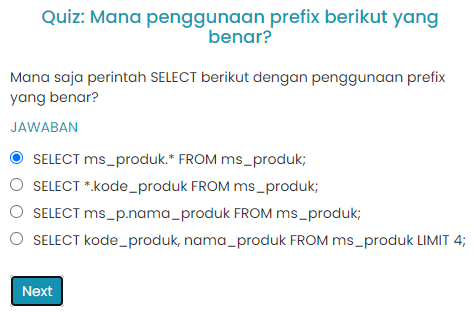 Quiz: Mana penggunaan prefix berikut yang
benar?
Mana saja perintah SELECT berikut dengan penggunaan prefix
yang benar?
JAWABAN
SELECT ms_produk.* FROM ms_produk;
SELECT *.kode_produk FROM ms_produk;
SELECT ms_p.nama_produk FROM ms_produk;
SELECT kode_produk, nama_produk FROM ms_produk LIMIT 4;
Next